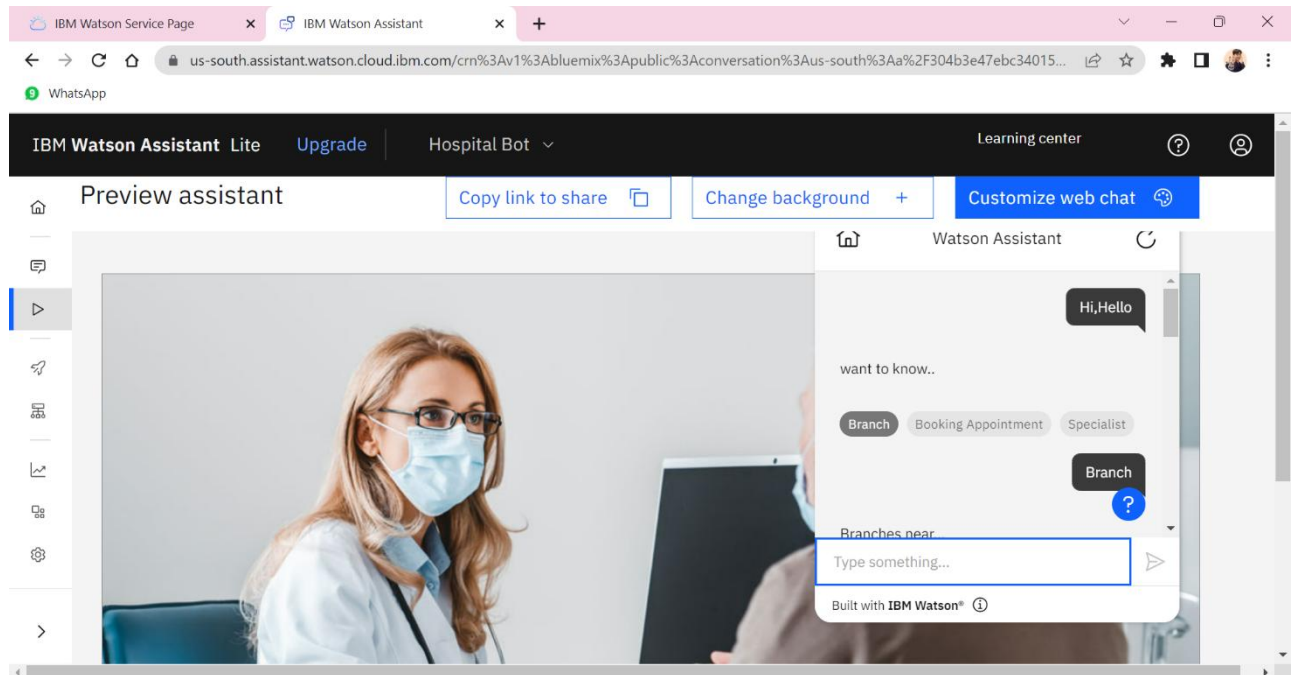 IBM Watson Service Page
IBM Watson Assistant
us-south.assistant.watson.cloud.ibm.com/crn%3Av1%3Abluemix%3Apublic%3Aconversation%3Aus-south%3Aa%2F304b3e47ebc34015...
9 WhatsApp
IBM Watson Assistant Lite Upgrade Hospital Bot Learning center
Preview assistant Copy link to share Change background + Customize web chat
Watson Assistant
Hi,Hello
want to know..
Branch Booking Appointment Specialist
Branch
?
Branches near...
Type something...
Built with IBM Watson®